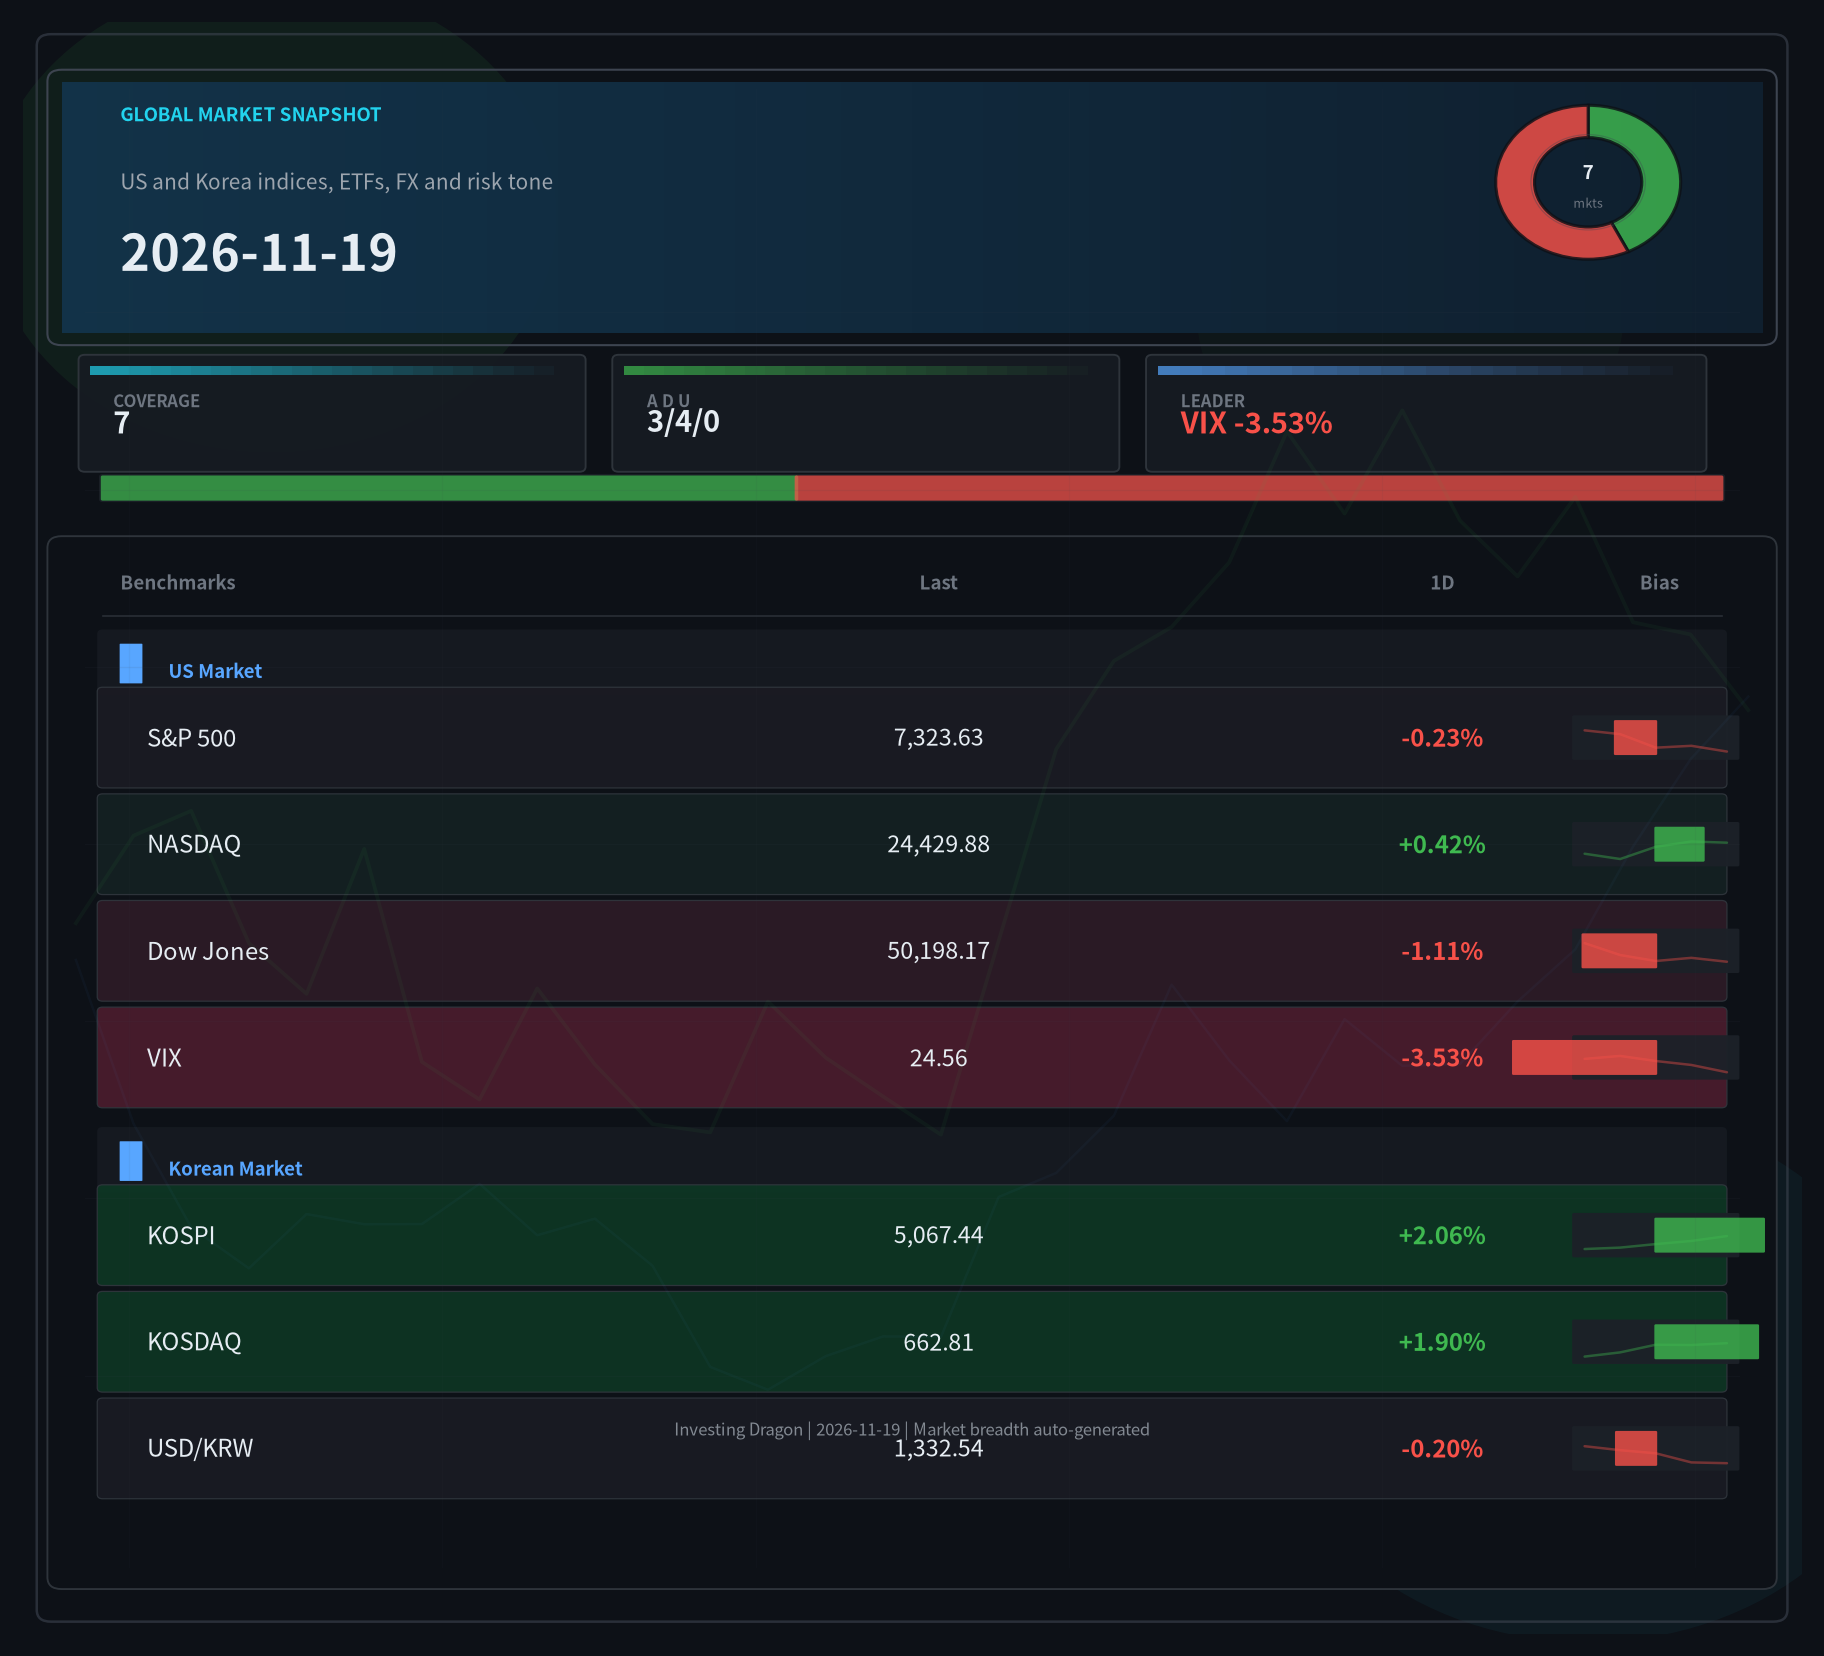 GLOBAL MARKET SNAPSHOT
US and Korea indices, ETFs, FX and risk tone
2026-11-19
7
mkts
COVERAGE
7
A D U
3/4/0
LEADER
VIX -3.53%
Benchmarks Last 1D Bias
US Market
S&P 500 7,323.63 -0.23%
NASDAQ 24,429.88 +0.42%
Dow Jones 50,198.17 -1.11%
VIX 24.56 -3.53%
Korean Market
KOSPI 5,067.44 +2.06%
KOSDAQ 662.81 +1.90%
Investing Dragon | 2026-11-19 | Market breadth auto-generated
USD/KRW 1,332.54 -0.20%